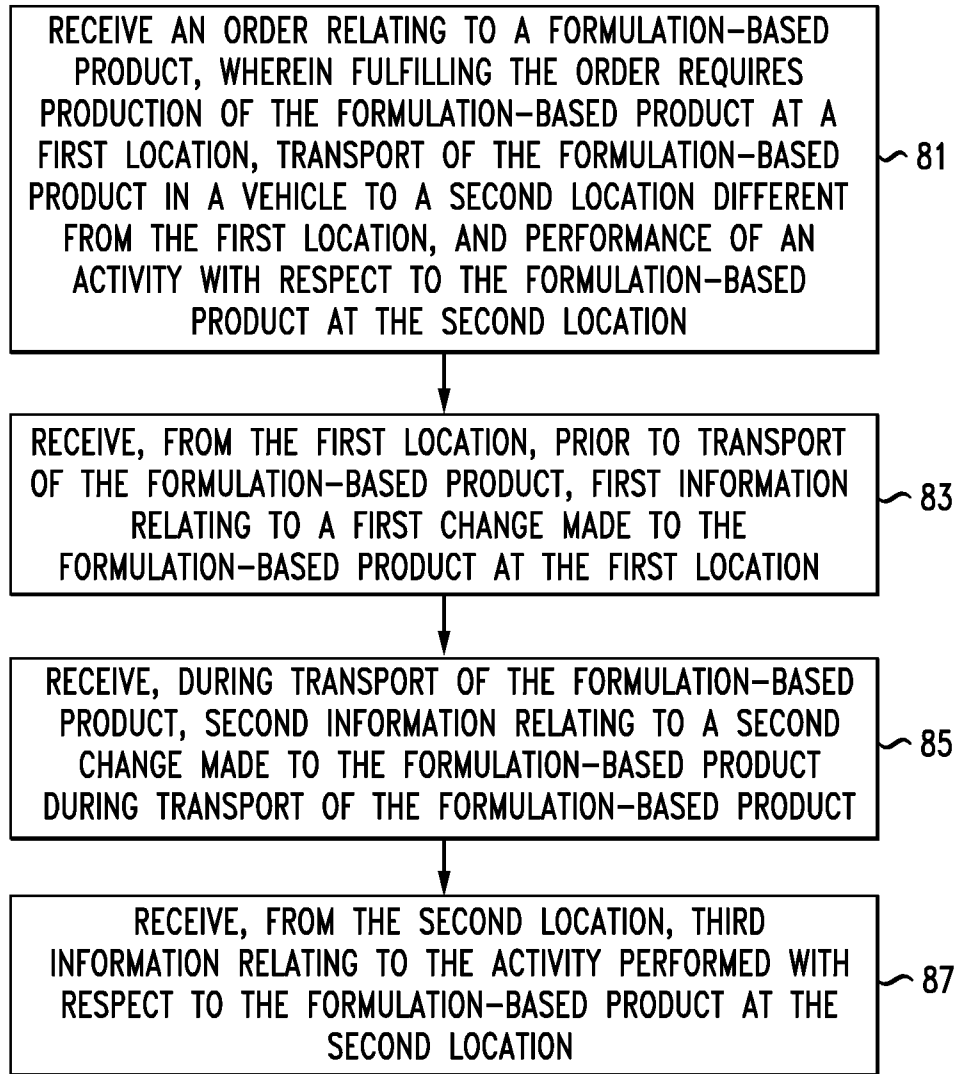 RECEIVE AN ORDER RELATING TO A FORMULATION-BASED
PRODUCT, WHEREIN FULFILLING THE ORDER REQUIRES
PRODUCTION OF THE FORMULATION-BASED PRODUCT AT A
FIRST LOCATION, TRANSPORT OF THE FORMULATION-BASED
PRODUCT IN A VEHICLE TO A SECOND LOCATION DIFFERENT
FROM THE FIRST LOCATION, AND PERFORMANCE OF AN
ACTIVITY WITH RESPECT TO THE FORMULATION-BASED
PRODUCT AT THE SECOND LOCATION
81
RECEIVE, FROM THE FIRST LOCATION, PRIOR TO TRANSPORT
OF THE FORMULATION-BASED PRODUCT, FIRST INFORMATION
RELATING TO A FIRST CHANGE MADE TO THE
FORMULATION-BASED PRODUCT AT THE FIRST LOCATION
83
RECEIVE, DURING TRANSPORT OF THE FORMULATION-BASED
PRODUCT, SECOND INFORMATION RELATING TO A SECOND
CHANGE MADE TO THE FORMULATION-BASED PRODUCT
DURING TRANSPORT OF THE FORMULATION-BASED PRODUCT
85
RECEIVE, FROM THE SECOND LOCATION, THIRD
INFORMATION RELATING TO THE ACTIVITY PERFORMED WITH
RESPECT TO THE FORMULATION-BASED PRODUCT AT THE
SECOND LOCATION
87